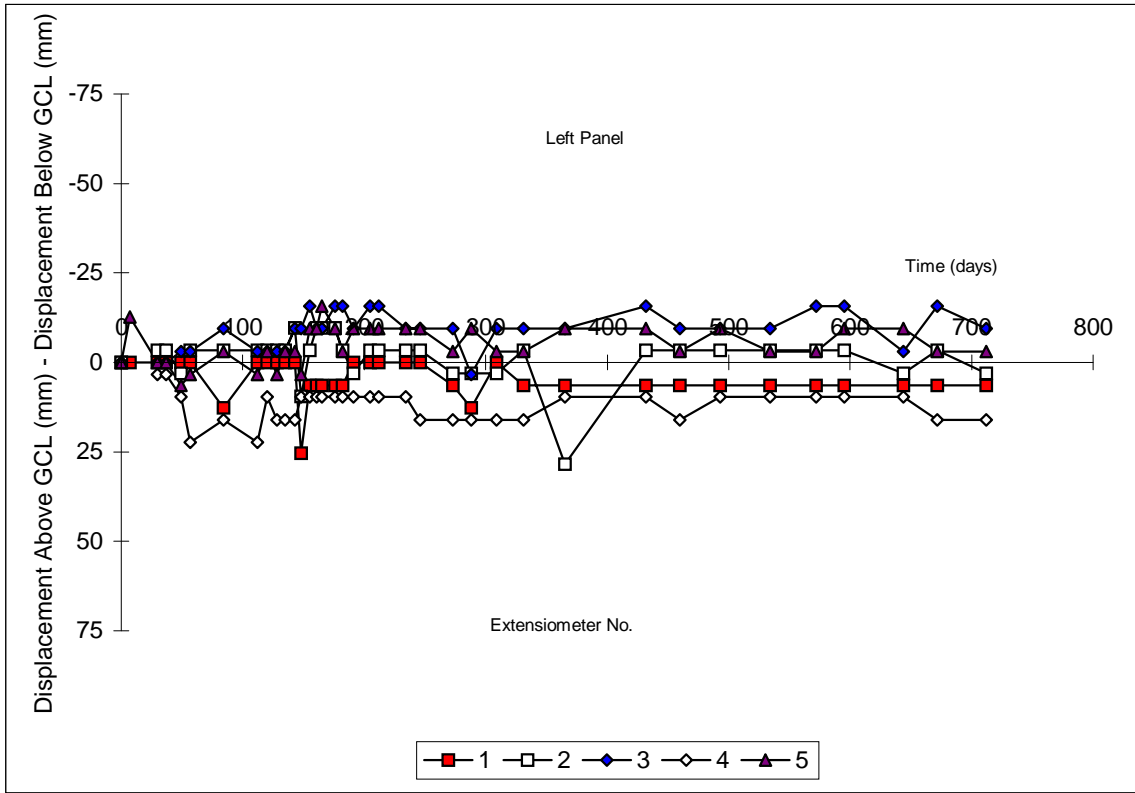 Displacement Above GCL (mm) - Displacement Below GCL (mm)
-75
-50
-25
0
25
50
75
Left Panel
Time (days)
0 100 200 300 400 500 600 700 800
Extensiometer No.
1 2 3 4 5